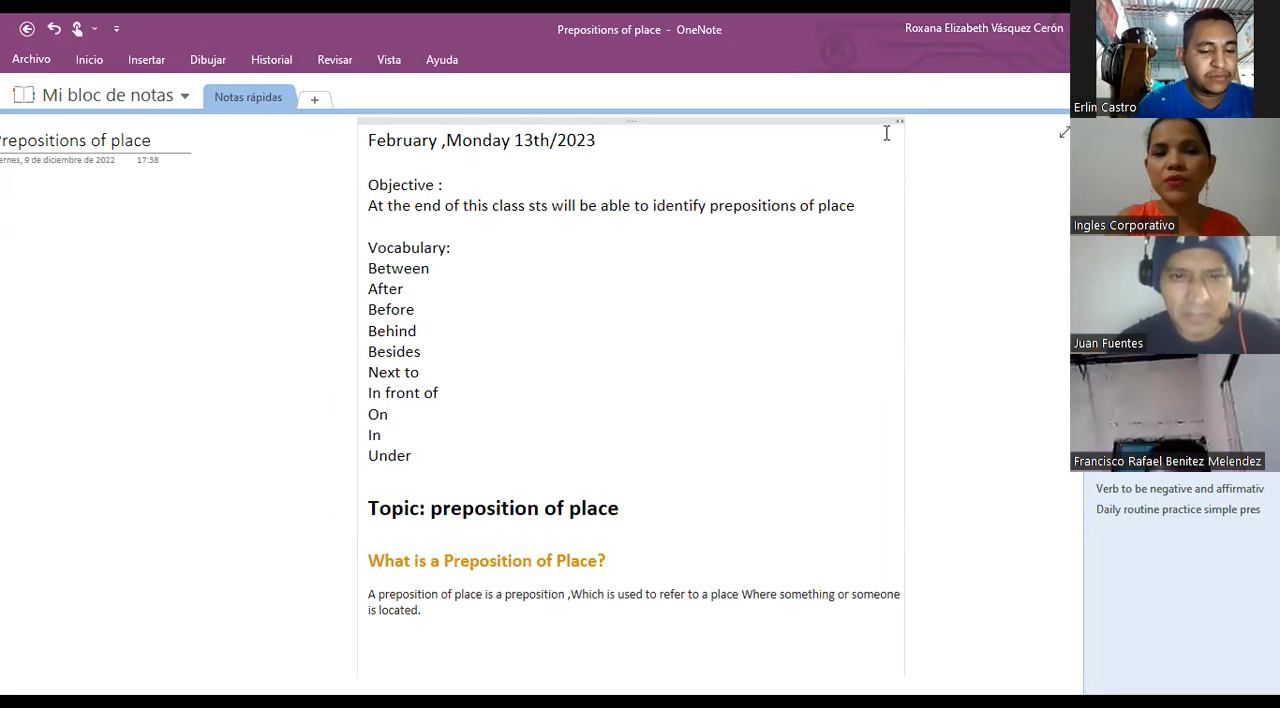 Prepositions of place - OneNote
Roxana Elizabeth Vásquez Cerón
Archivo Inicio Insertar Dibujar Historial Revisar Vista Ayuda
Mi bloc de notas
Notas rápidas
+
repositions of place
ernes, 9 de diciembre de 2022 17:38
February ,Monday 13th/2023
Objective :
At the end of this class sts will be able to identify prepositions of place
Vocabulary:
Between
After
Before
Behind
Besides
Next to
In front of
On
In
Under
Topic: preposition of place
What is a Preposition of Place?
A preposition of place is a preposition ,Which is used to refer to a place Where something or someone
is located.
Erlin Castro
Ingles Corporativo
Juan Fuentes
Francisco Rafael Benitez Melendez
Verb to be negative and affirmativ
Daily routine practice simple pres